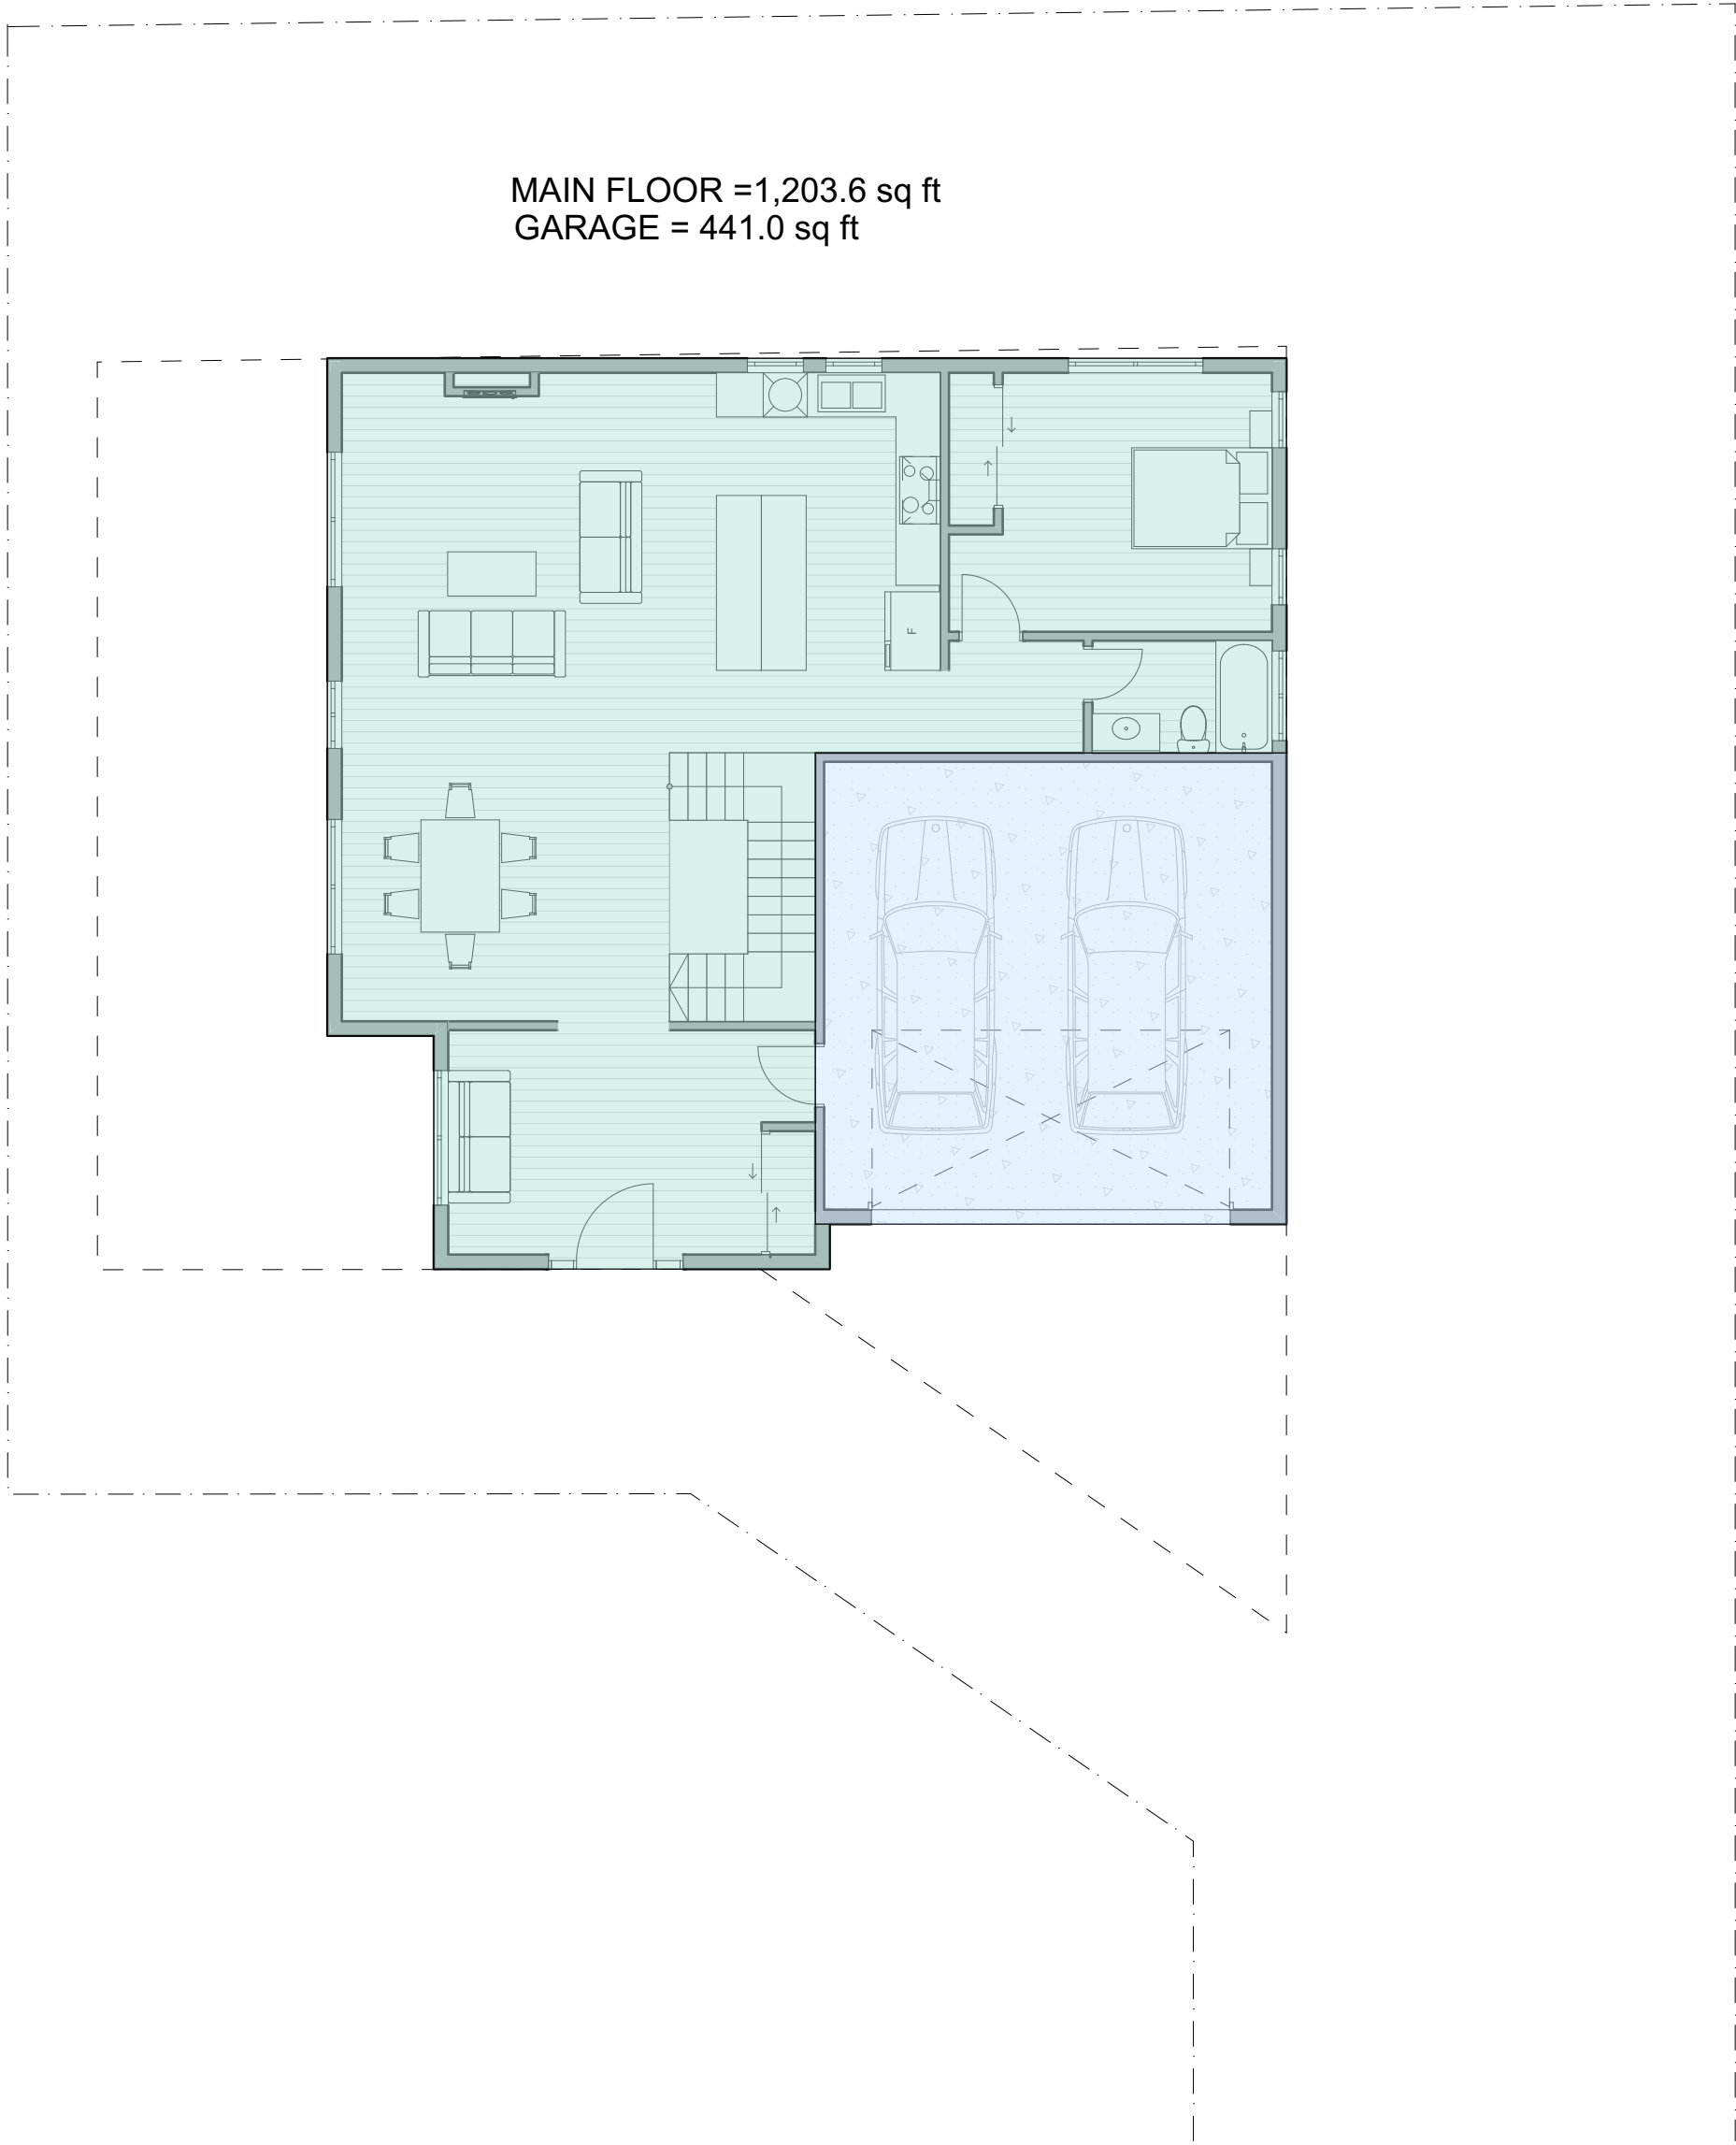 MAIN FLOOR =1,203.6 sq ft
GARAGE = 441.0 sq ft
F